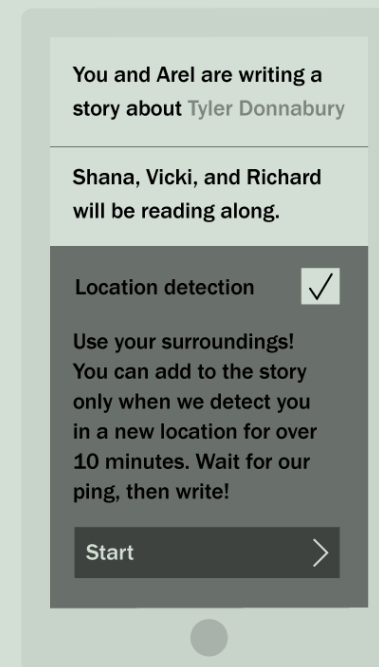 You and Arel are writing a
story about Tyler Donnabury
Shana, Vicki, and Richard
will be reading along.
Location detection
Use your surroundings!
You can add to the story
only when we detect you
in a new location for over
10 minutes. Wait for our
ping, then write!
Start